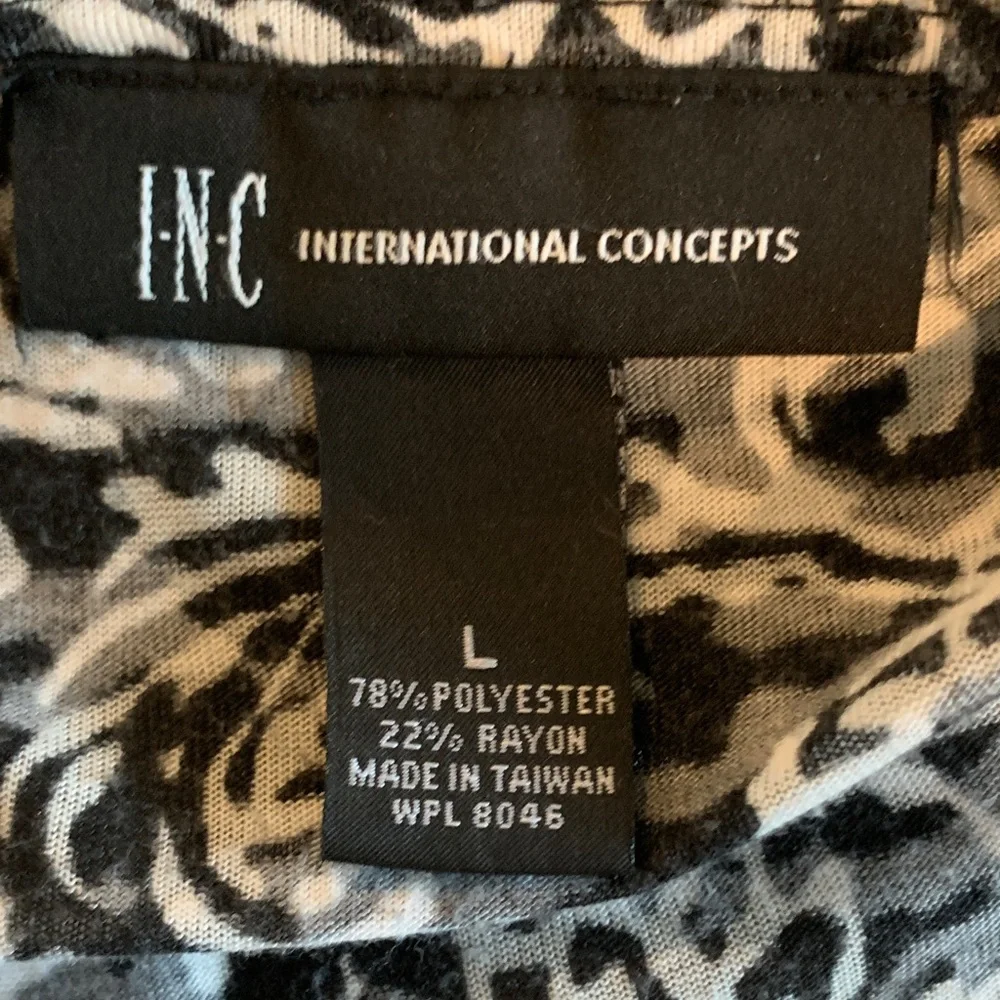 I·N·C INTERNATIONAL CONCEPTS
L
78% POLYESTER
22% RAYON
MADE IN TAIWAN
WPL 8046